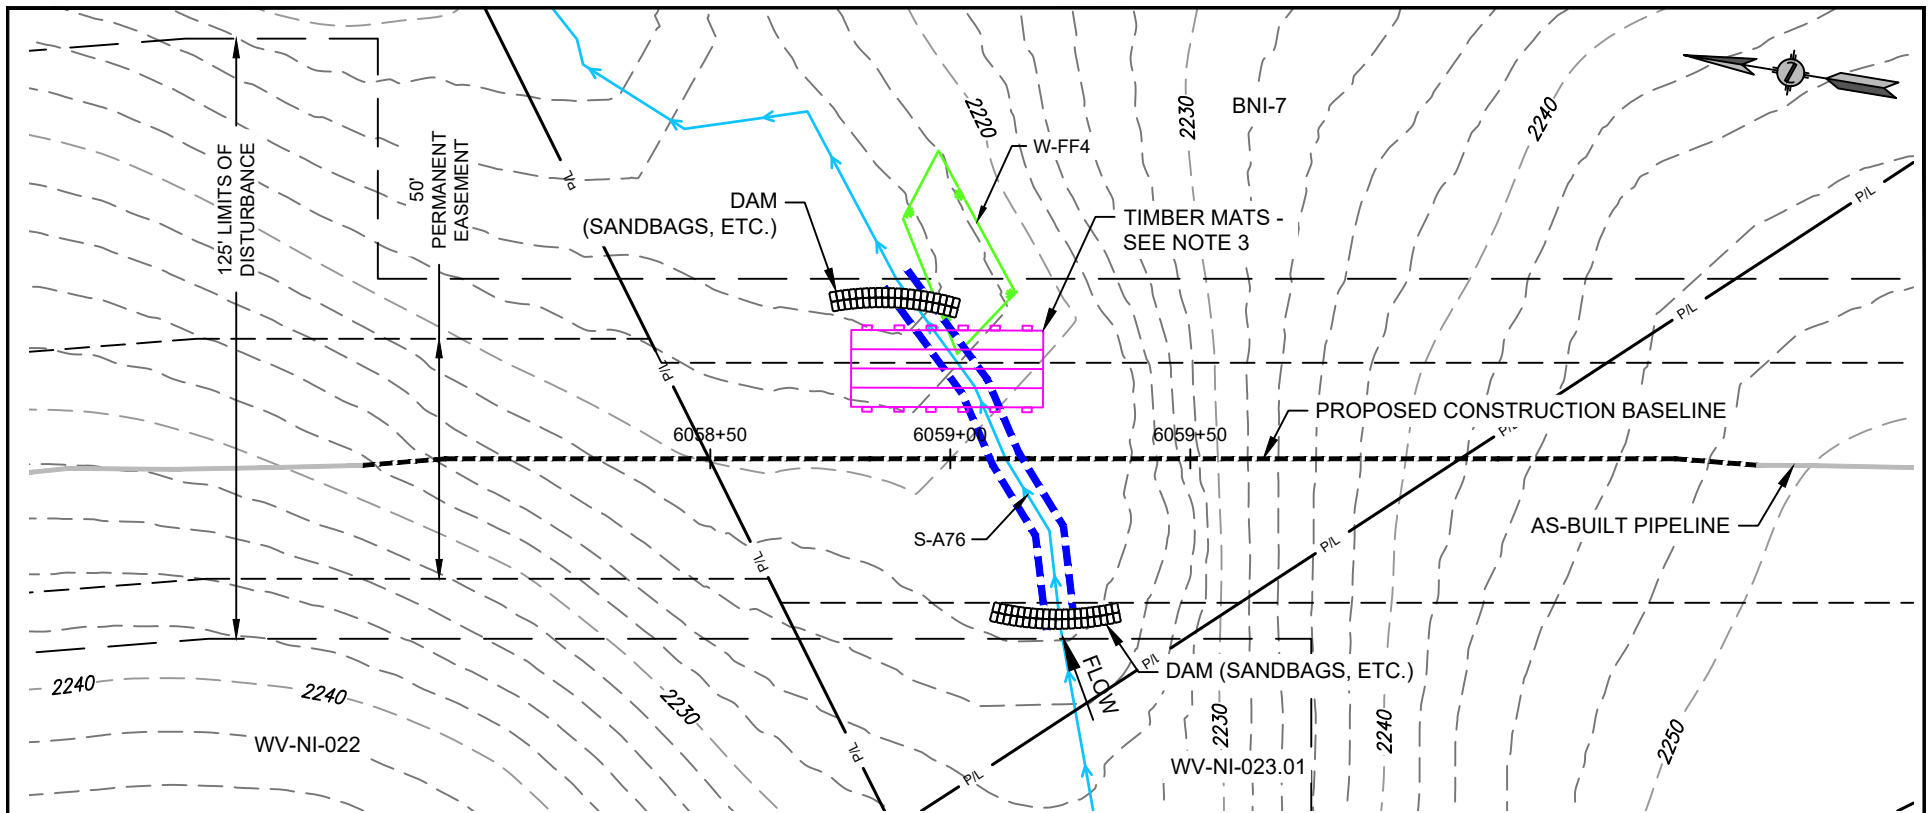 2220
2230
BNI-7
2240
W-FF4
125' LIMITS OF
DISTURBANCE
50'
PERMANENT
EASEMENT
P/L
DAM
(SANDBAGS, ETC.)
TIMBER MATS -
SEE NOTE 3
P/L
P/L
P/L
PROPOSED CONSTRUCTION BASELINE
P/L
6058+50
6059+00
6059+50
AS-BUILT PIPELINE
S-A76
P/L
P/L
P/L
DAM (SANDBAGS, ETC.)
FLOW
2240
2240
2230
2230
2240
2250
P/L
WV-NI-022
WV-NI-023.01
P/L
Z